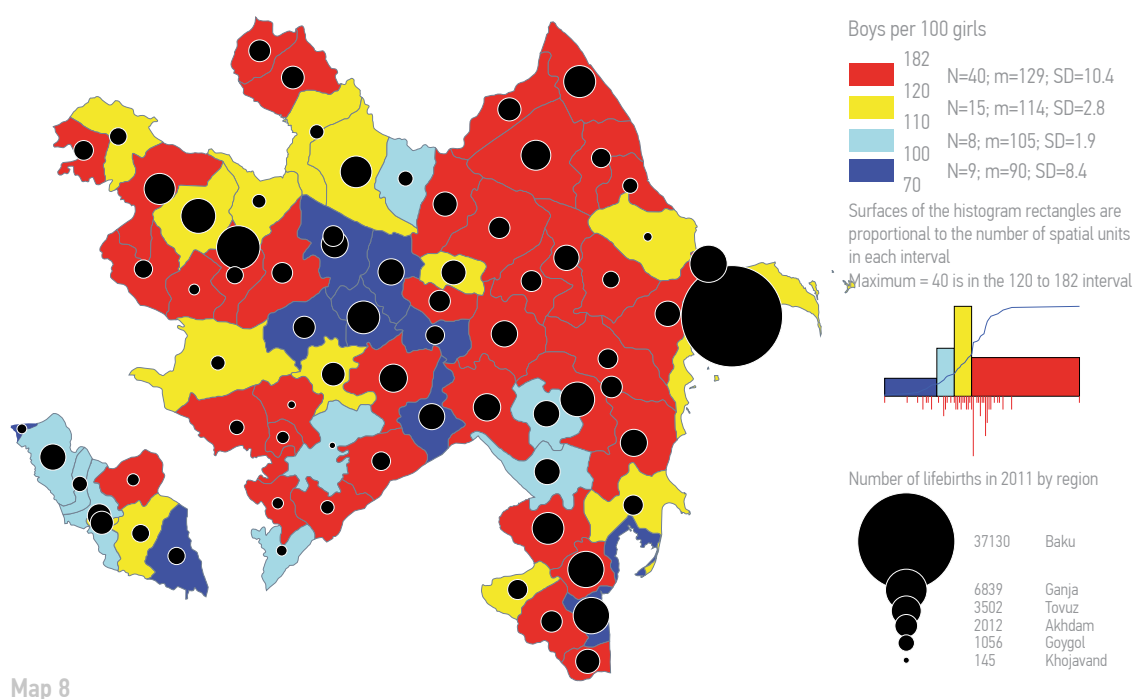 Boys per 100 girls
182
N=40; m=129; SD=10.4
120
N=15; m=114; SD=2.8
110
N=8; m=105; SD=1.9
100
N=9; m=90; SD=8.4
70
Surfaces of the histogram rectangles are
proportional to the number of spatial units
in each interval
Maximum = 40 is in the 120 to 182 interval
Number of lifebirths in 2011 by region
37130 Baku
6839 Ganja
3502 Tovuz
2012 Akhdam
1056 Goygol
145 Khojavand
Map 8